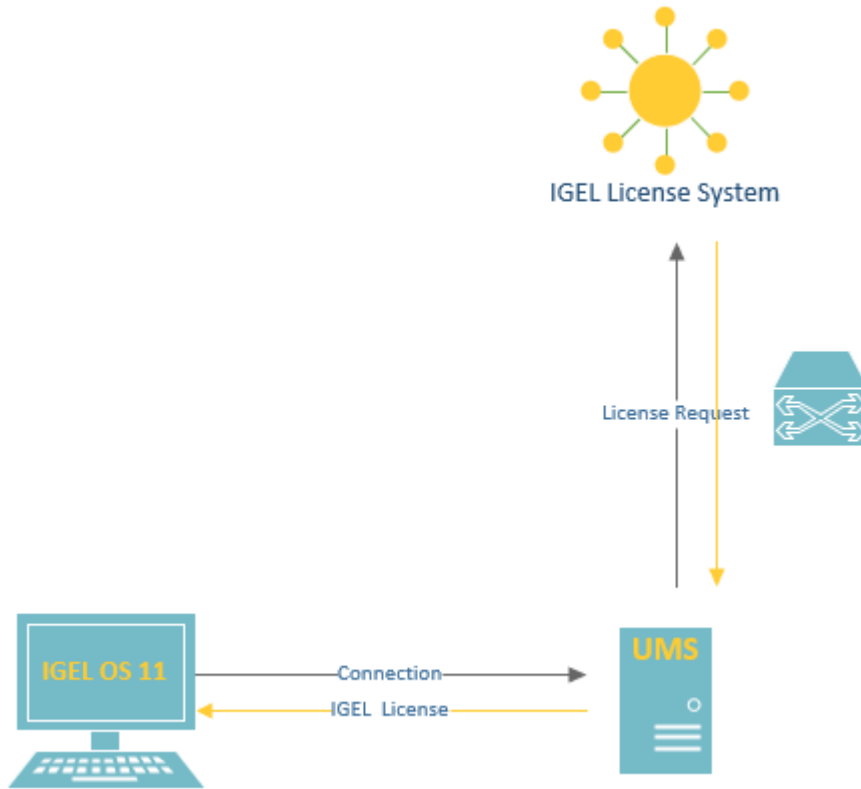 IGEL License System
License Request
IGEL OS 11
UMS
Connection
IGEL License